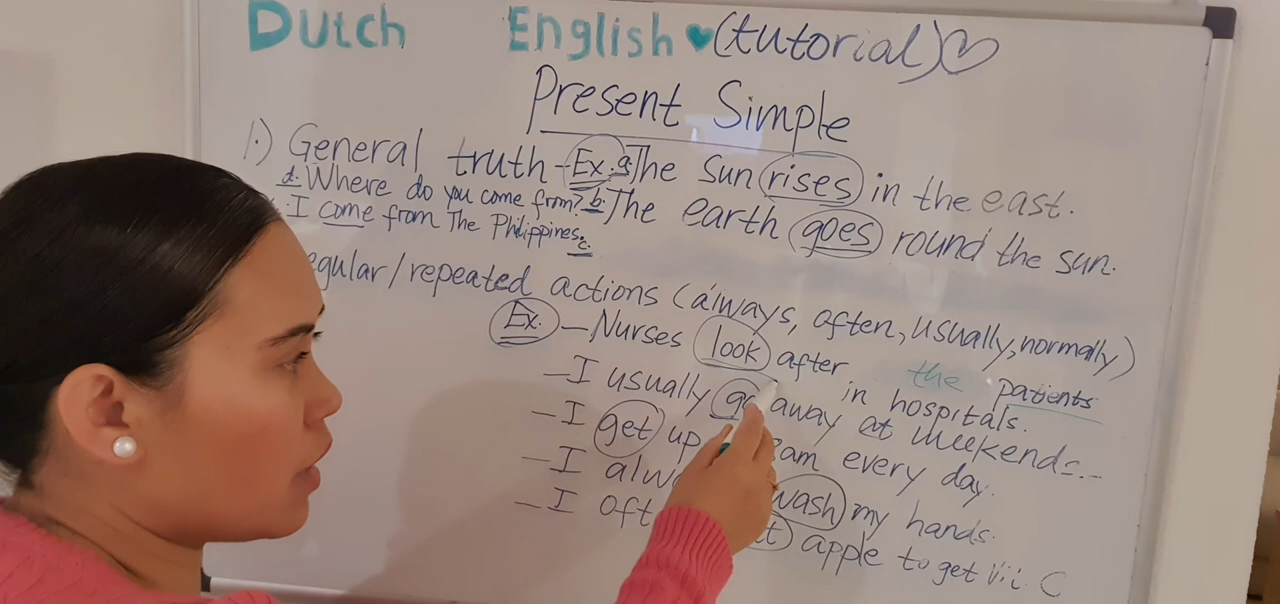 Dutch English (tutorial)
Present Simple
1.) General truth - Ex. a. The sun rises in the east.
d. Where do you come from? b. The earth goes round the sun.
I come from The Philippines. c.
egular/repeated actions (always, often, usually, normally)
Ex. - Nurses look after the patients
in hospitals.
- I usually go away at weekends.
- I get up am every day.
- I alw wash my hands.
- I oft apple to get vit. C